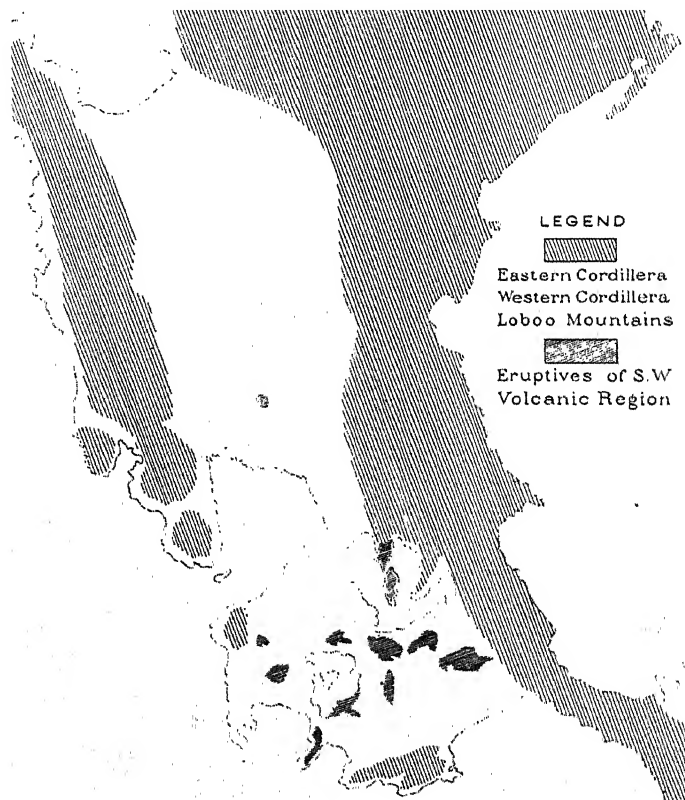 LEGEND
Eastern Cordillera
Western Cordillera
Loboo Mountains
Eruptives of S.W
Volcanic Region